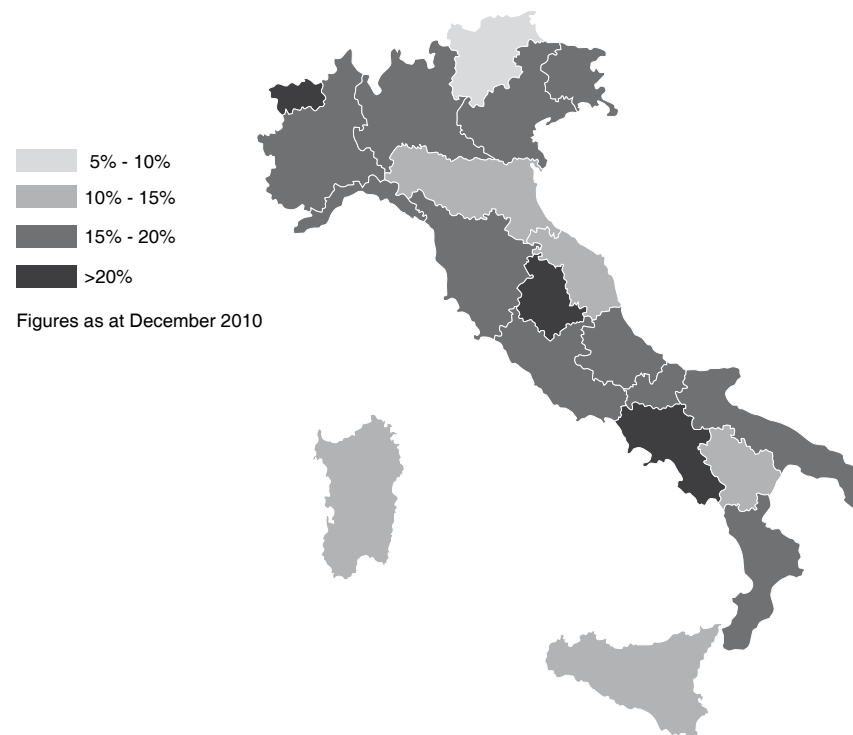 5% - 10%
10% - 15%
15% - 20%
>20%
Figures as at December 2010